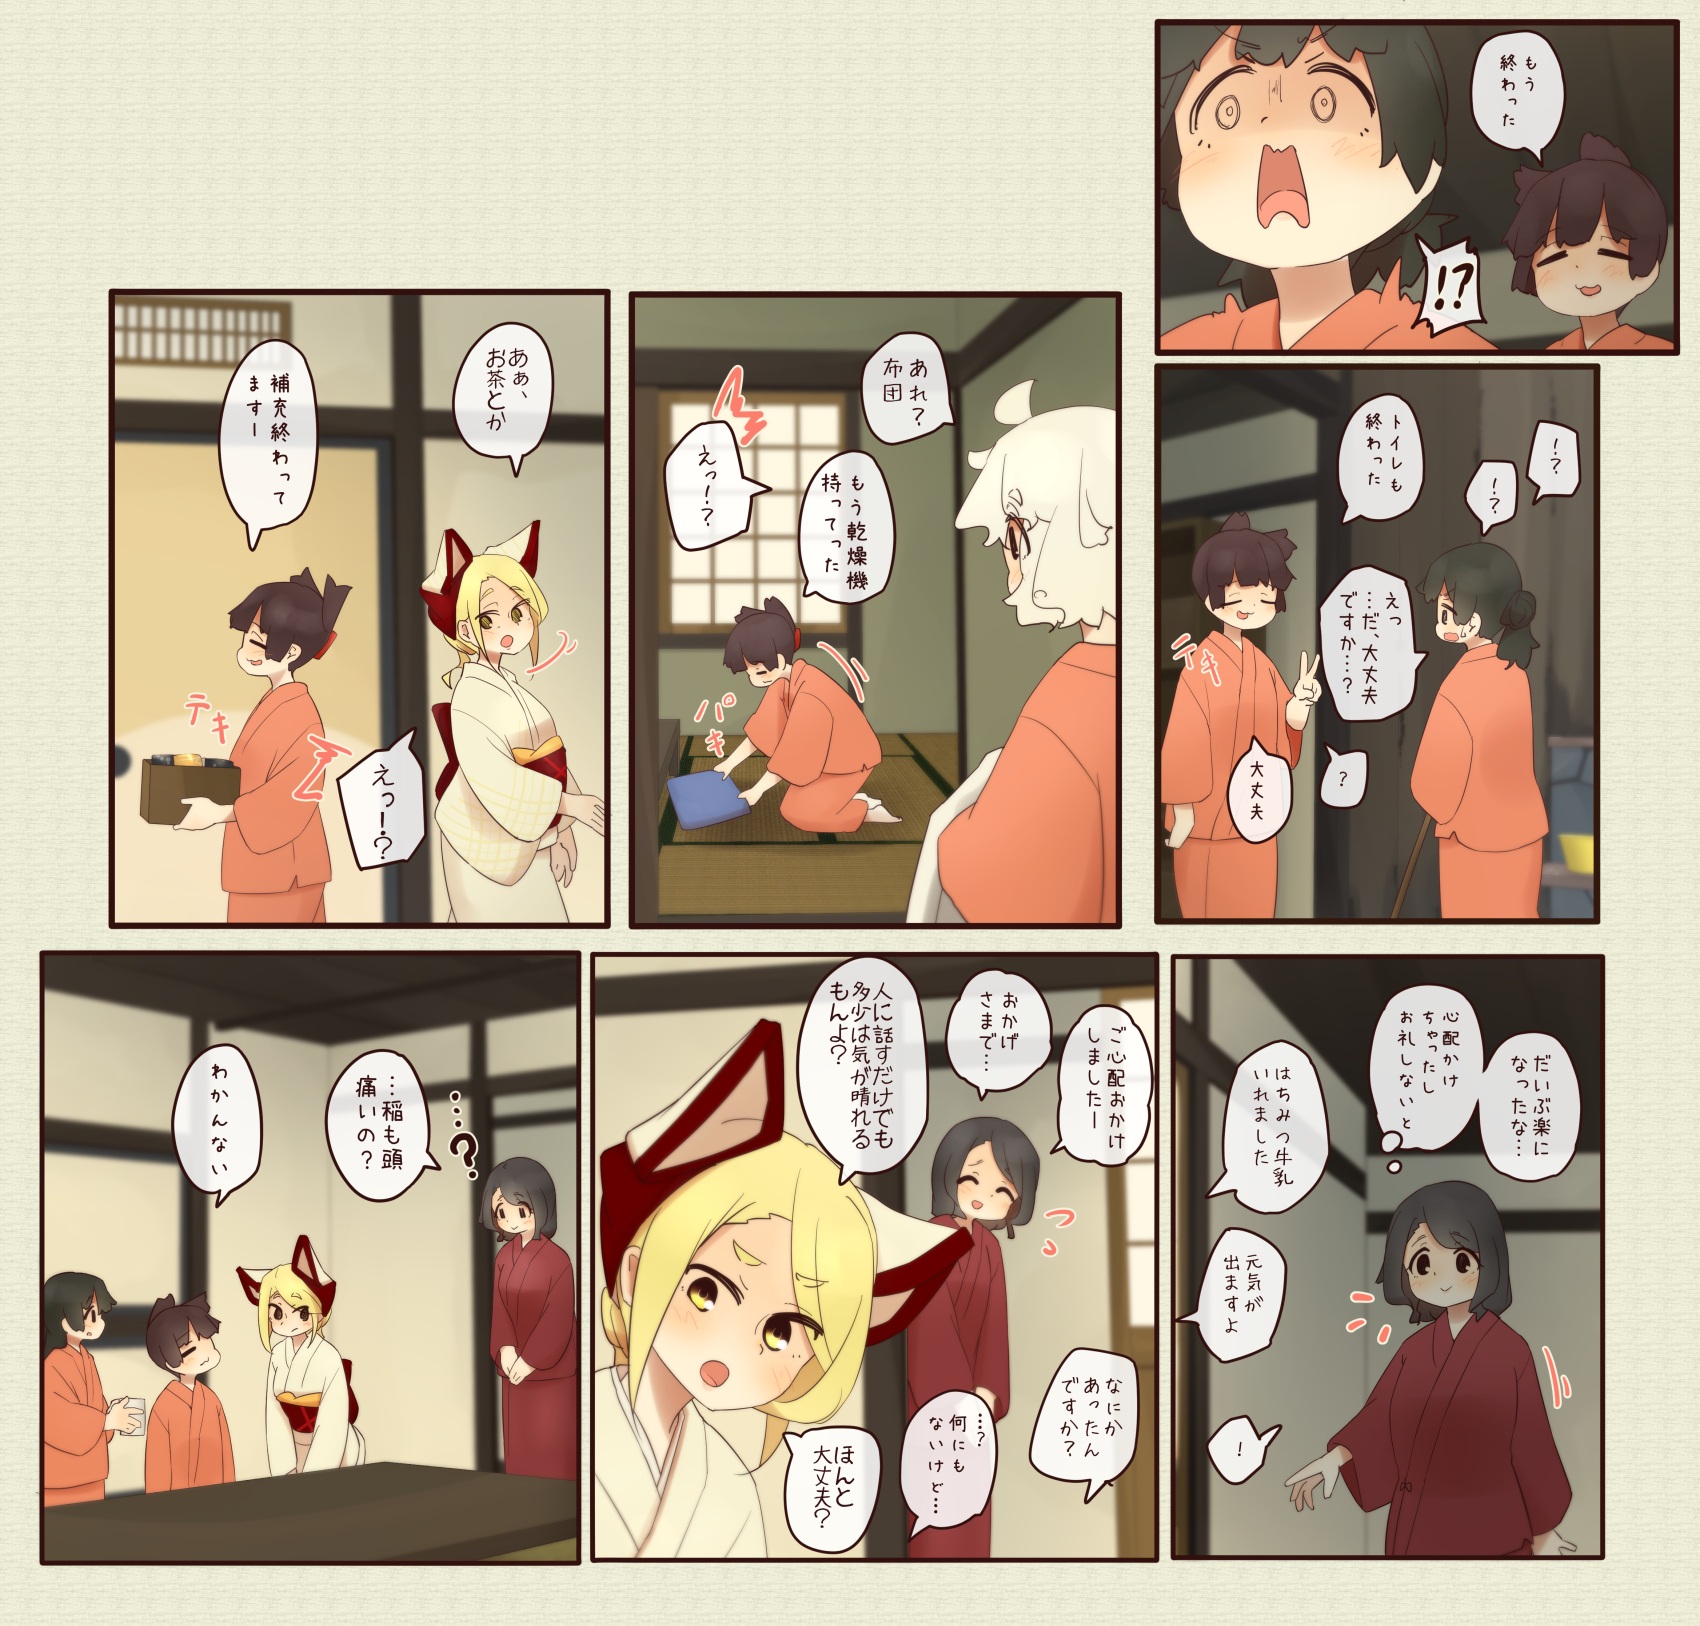 もう
終わった
!?
!?
!?
トイレも
終わった
えっ
…だ、大丈夫
ですか…?
テキ
?
大丈夫
あれ?
布団
もう乾燥機
持ってった
えっ!?
パキ
あぁ、
お茶とか
補充終わって
ますー
テキ
えっ!?
だいぶ楽に
なったな…
心配かけ
ちゃったし
お礼しないと
はちみつ牛乳
いれました
元気が
出ますよ
!
ご心配おかけ
しましたー
おかげ
さまで…
人に話すだけでも
多少は気が晴れる
もんよ?
なにか
あったん
ですか?
…?
何にも
ないけど…
ほんと
大丈夫?
…?
…稲も頭
痛いの?
わかんない